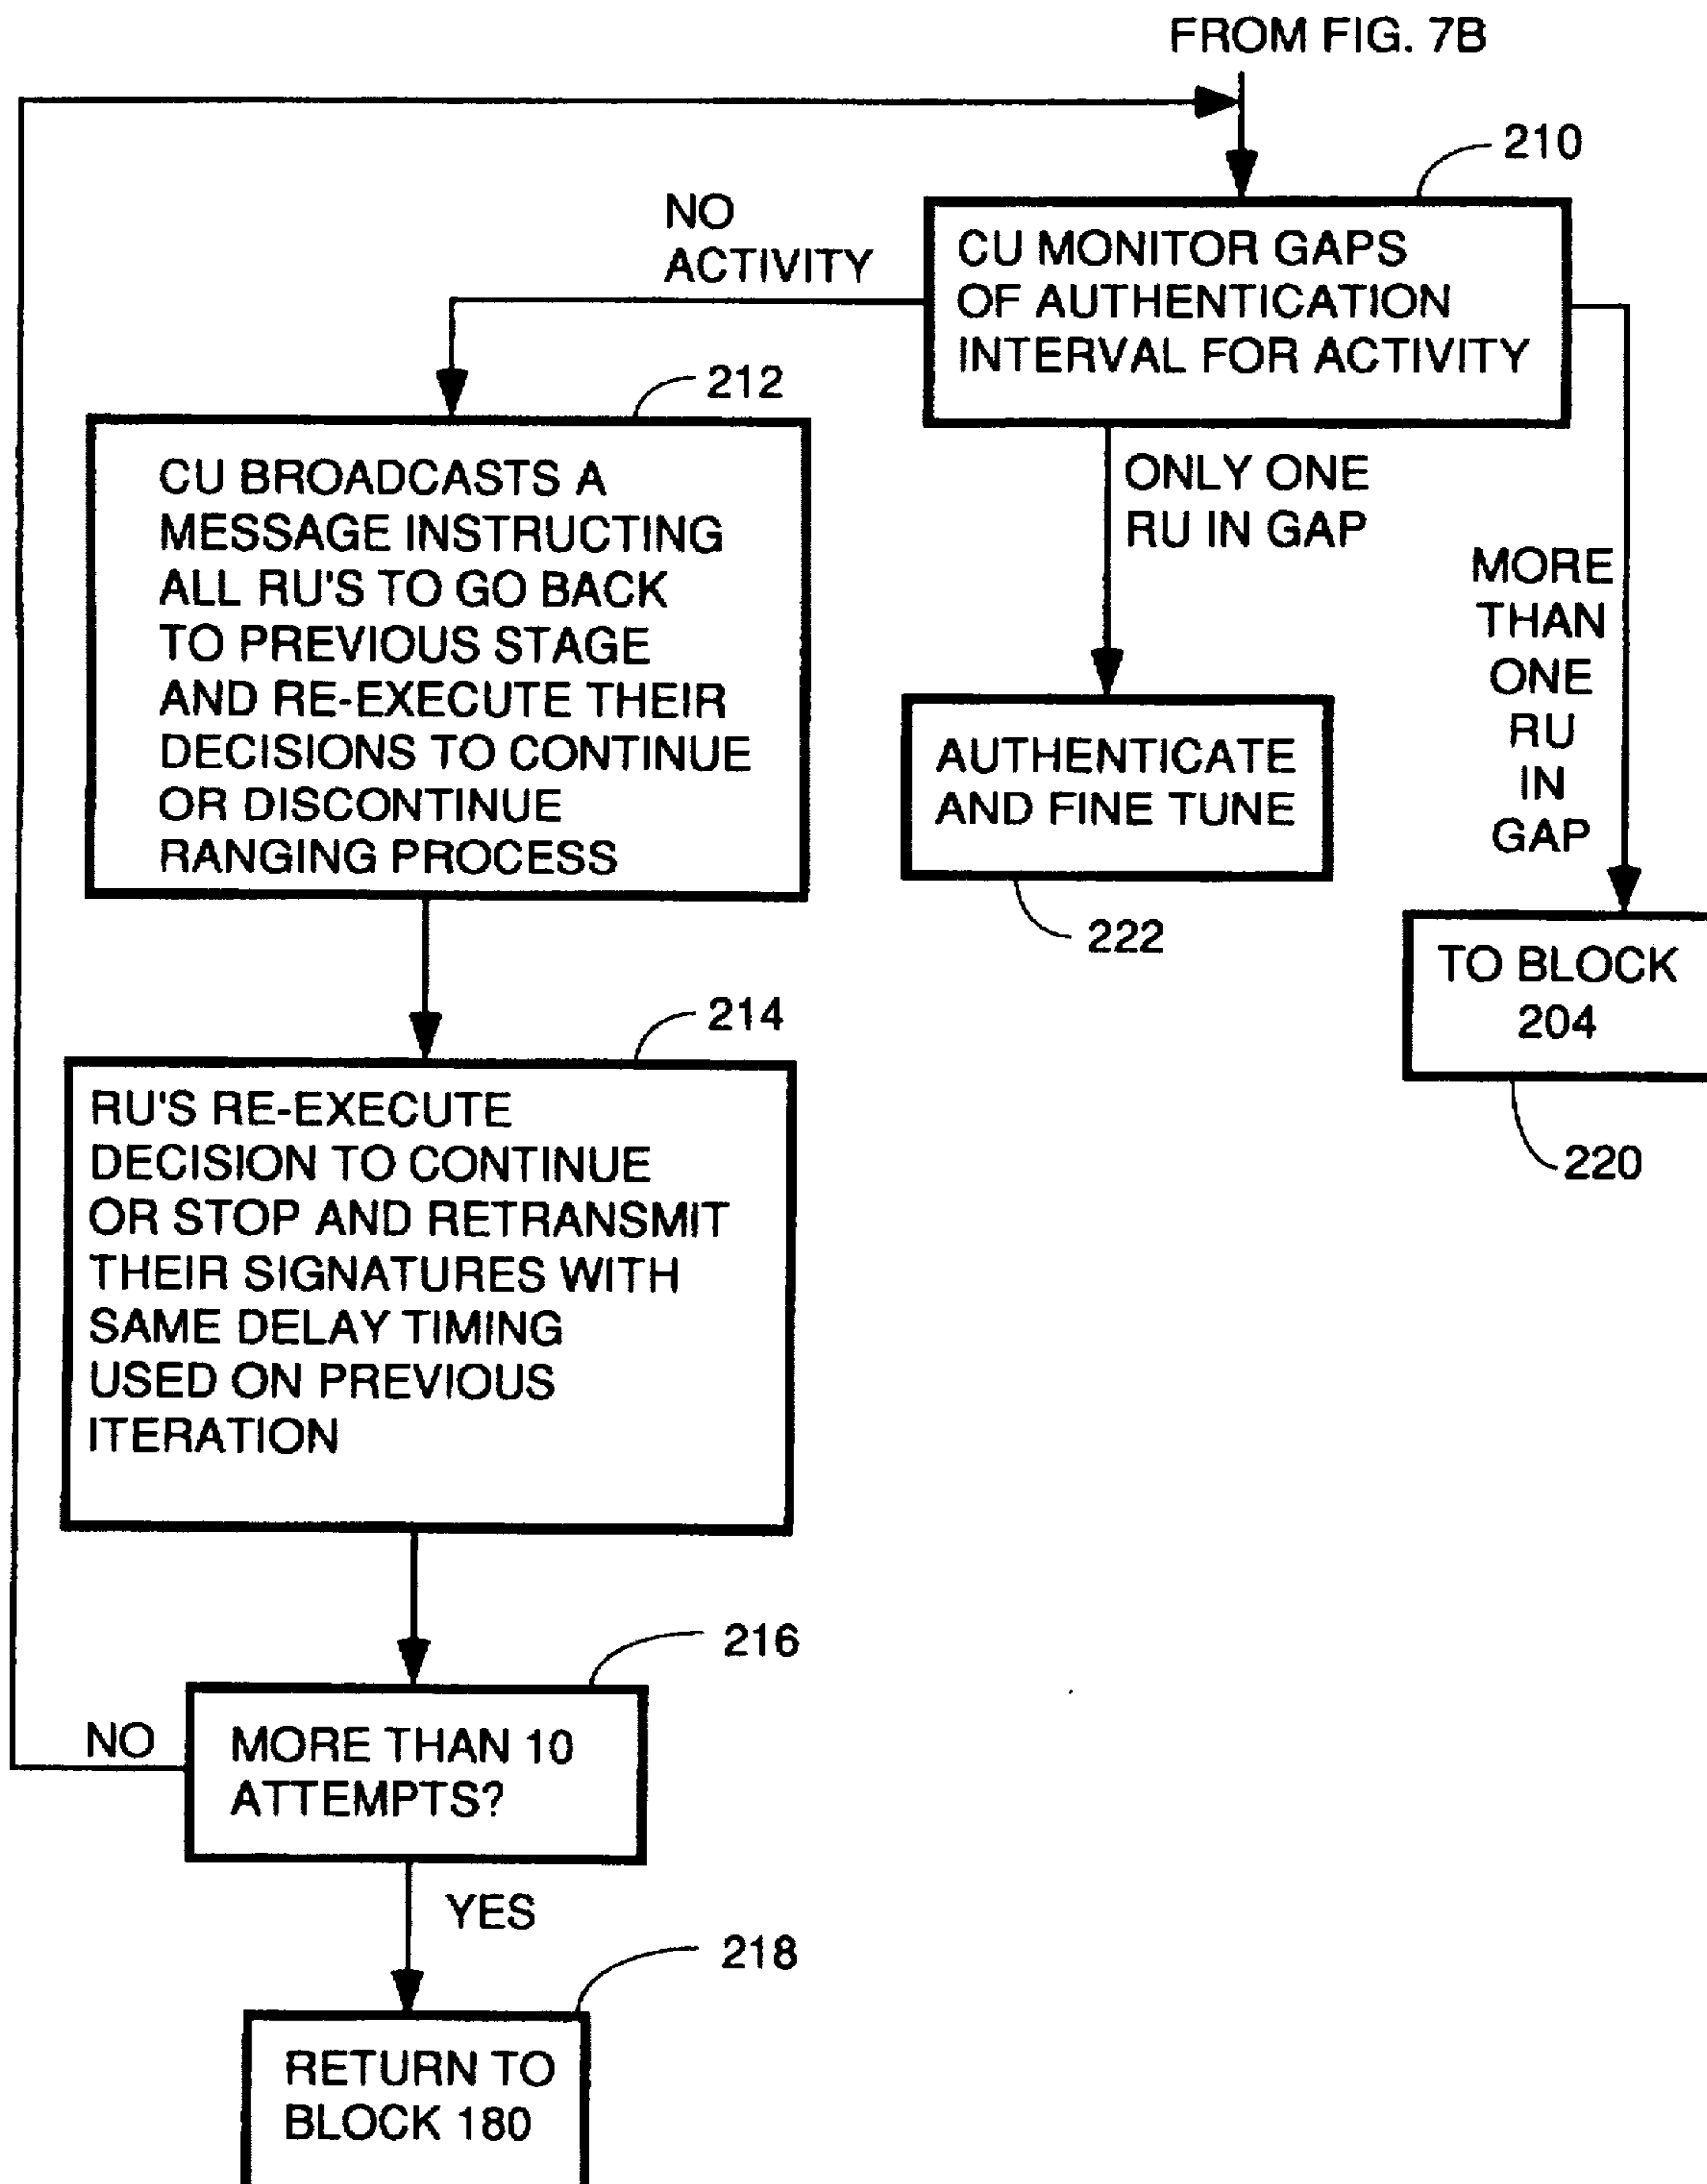 FROM FIG. 7B
210
NO
ACTIVITY
CU MONITOR GAPS
OF AUTHENTICATION
INTERVAL FOR ACTIVITY
212
CU BROADCASTS A
MESSAGE INSTRUCTING
ALL RU'S TO GO BACK
TO PREVIOUS STAGE
AND RE-EXECUTE THEIR
DECISIONS TO CONTINUE
OR DISCONTINUE
RANGING PROCESS
ONLY ONE
RU IN GAP
MORE
THAN
ONE
RU
IN
GAP
AUTHENTICATE
AND FINE TUNE
222
TO BLOCK
204
220
214
RU'S RE-EXECUTE
DECISION TO CONTINUE
OR STOP AND RETRANSMIT
THEIR SIGNATURES WITH
SAME DELAY TIMING
USED ON PREVIOUS
ITERATION
216
NO
MORE THAN 10
ATTEMPTS?
YES
218
RETURN TO
BLOCK 180